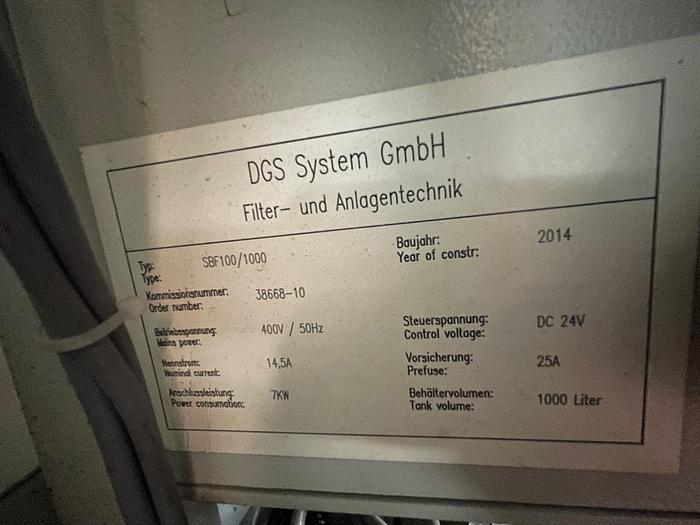 DGS System GmbH
Filter- und Anlagentechnik
Typ: SBF100/1000
Type:
Baujahr: 2014
Year of constr:
Kommissionsnummer: 38668-10
Order number:
Betriebsspannung: 400V / 50Hz
Mains power:
Steuerspannung: DC 24V
Control voltage:
Nennstrom: 14,5A
Nominal current:
Vorsicherung: 25A
Prefuse:
Anschlussleistung: 7KW
Power consumation:
Behältervolumen: 1000 Liter
Tank volume: